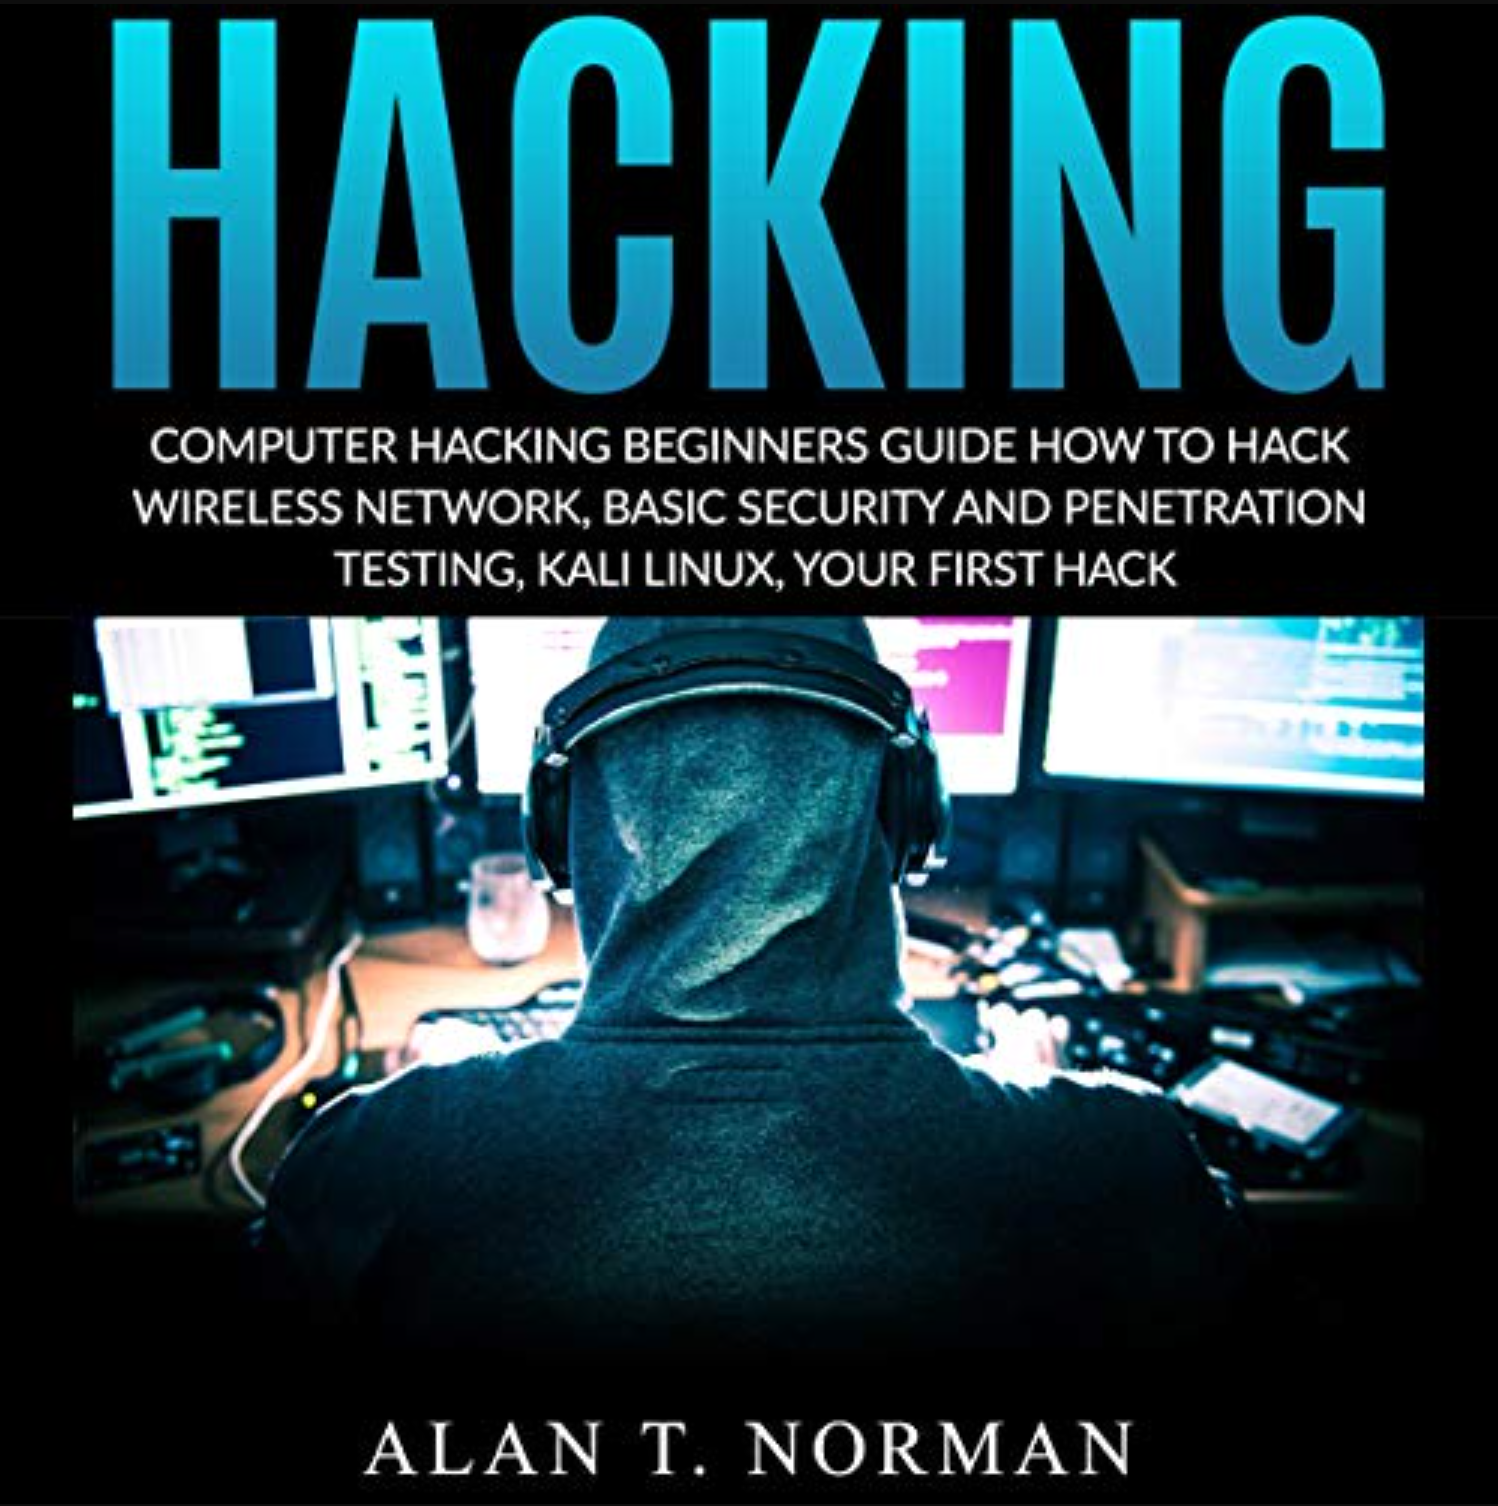 HACKING
COMPUTER HACKING BEGINNERS GUIDE HOW TO HACK
WIRELESS NETWORK, BASIC SECURITY AND PENETRATION
TESTING, KALI LINUX, YOUR FIRST HACK
ALAN T. NORMAN